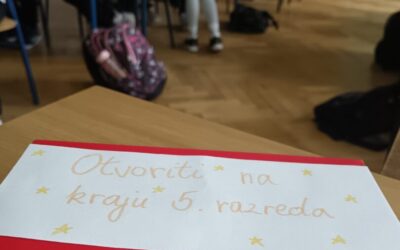 Otvoriti na
kraju 5. razreda